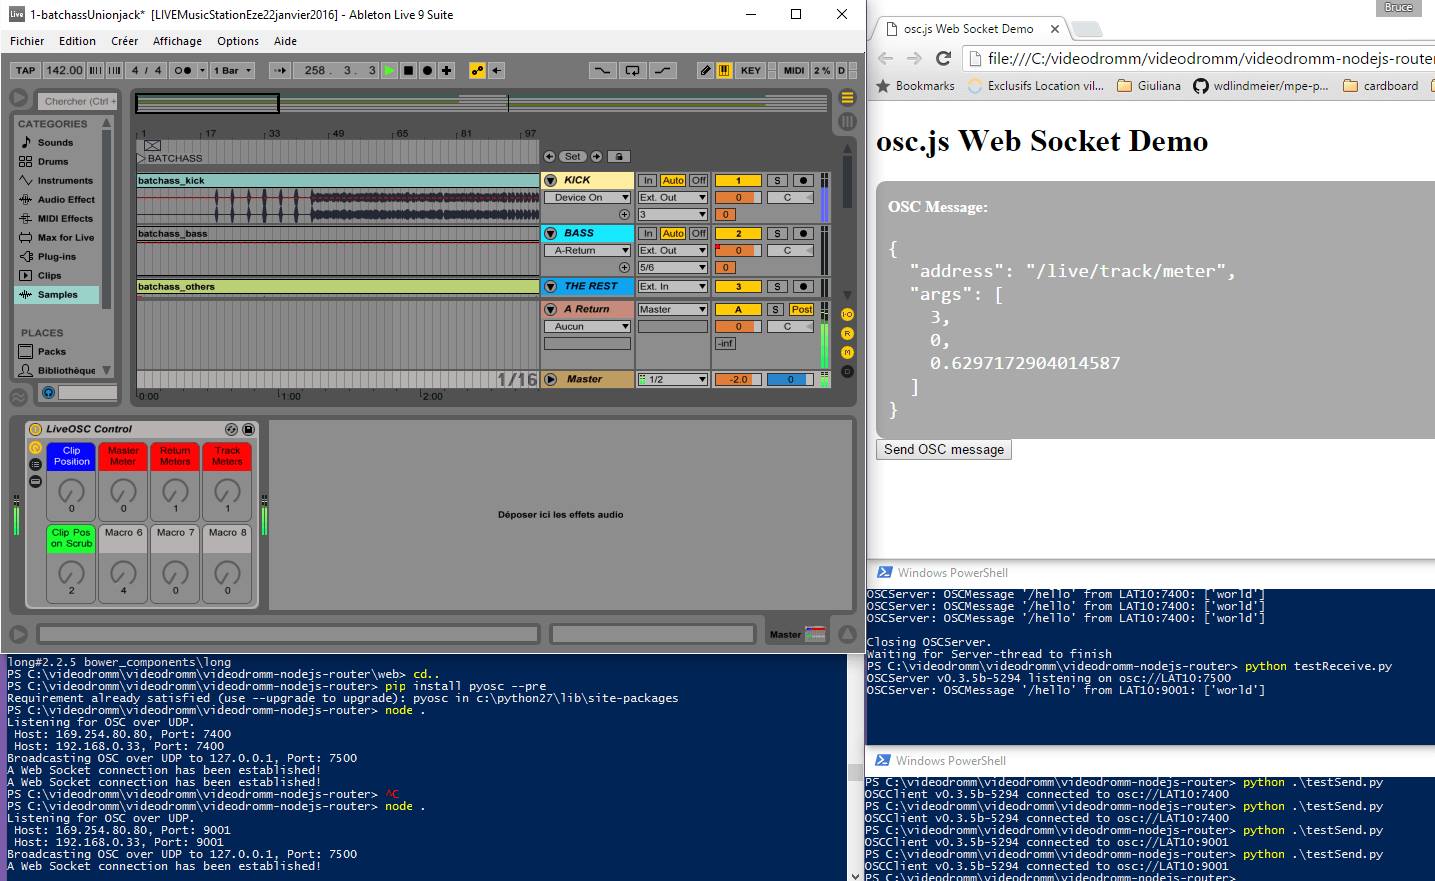 1-batchassUnionjack* [LIVEMusicStationEze22janvier2016] - Ableton Live 9 Suite
Fichier Edition Créer Affichage Options Aide
TAP 142.00 4 / 4 1 Bar 258. 3. 3 KEY MIDI 2 % D
Chercher (Ctrl +
CATEGORIES
Sounds
Drums
Instruments
Audio Effect
MIDI Effects
Max for Live
Plug-ins
Clips
Samples
PLACES
Packs
Bibliothèque
1 17 33 49 65 81 97
BATCHASS
Set
batchass_kick
KICK In Auto Off 1 S
Device On Ext. Out 0 C
3 0
batchass_bass
BASS In Auto Off 2 S
A-Return Ext. Out 0 C
5/6 0
batchass_others
THE REST Ext. In 3 S
A Return Master A S Post
Aucun 0 C
-inf
1/16
Master 1/2 -2.0 0
0:00 1:00 2:00
LiveOSC Control
Clip Position
Master Meter
Return Meters
Track Meters
0 0 1 1
Clip Pos on Scrub
Macro 6 Macro 7 Macro 8
2 4 0 0
Déposer ici les effets audio
Master
long#2.2.5 bower_components\long
PS C:\videodromm\videodromm\videodromm-nodejs-router\web> cd..
PS C:\videodromm\videodromm\videodromm-nodejs-router> pip install pyosc --pre
Requirement already satisfied (use --upgrade to upgrade): pyosc in c:\python27\lib\site-packages
PS C:\videodromm\videodromm\videodromm-nodejs-router> node .
Listening for OSC over UDP.
Host: 169.254.80.80, Port: 7400
Host: 192.168.0.33, Port: 7400
Broadcasting OSC over UDP to 127.0.0.1, Port: 7500
A Web Socket connection has been established!
A Web Socket connection has been established!
PS C:\videodromm\videodromm\videodromm-nodejs-router> ^C
PS C:\videodromm\videodromm\videodromm-nodejs-router> node .
Listening for OSC over UDP.
Host: 169.254.80.80, Port: 9001
Host: 192.168.0.33, Port: 9001
Broadcasting OSC over UDP to 127.0.0.1, Port: 7500
A Web Socket connection has been established!
Bruce
osc.js Web Socket Demo
file:///C:/videodromm/videodromm/videodromm-nodejs-router
Bookmarks Exclusifs Location vil... Giuliana wdlindmeier/mpe-p... cardboard
osc.js Web Socket Demo
OSC Message:
{
"address": "/live/track/meter",
"args": [
3,
0,
0.6297172904014587
]
}
Send OSC message
Windows PowerShell
OSCServer: OSCMessage '/hello' from LAT10:7400: ['world']
OSCServer: OSCMessage '/hello' from LAT10:7400: ['world']
OSCServer: OSCMessage '/hello' from LAT10:7400: ['world']
Closing OSCServer.
Waiting for Server-thread to finish
PS C:\videodromm\videodromm\videodromm-nodejs-router> python testReceive.py
OSCServer v0.3.5b-5294 listening on osc://LAT10:7500
OSCServer: OSCMessage '/hello' from LAT10:9001: ['world']
Windows PowerShell
PS C:\videodromm\videodromm\videodromm-nodejs-router> python .\testSend.py
OSCClient v0.3.5b-5294 connected to osc://LAT10:7400
PS C:\videodromm\videodromm\videodromm-nodejs-router> python .\testSend.py
OSCClient v0.3.5b-5294 connected to osc://LAT10:7400
PS C:\videodromm\videodromm\videodromm-nodejs-router> python .\testSend.py
OSCClient v0.3.5b-5294 connected to osc://LAT10:9001
PS C:\videodromm\videodromm\videodromm-nodejs-router> python .\testSend.py
OSCClient v0.3.5b-5294 connected to osc://LAT10:9001
PS C:\videodromm\videodromm\videodromm-nodejs-router>